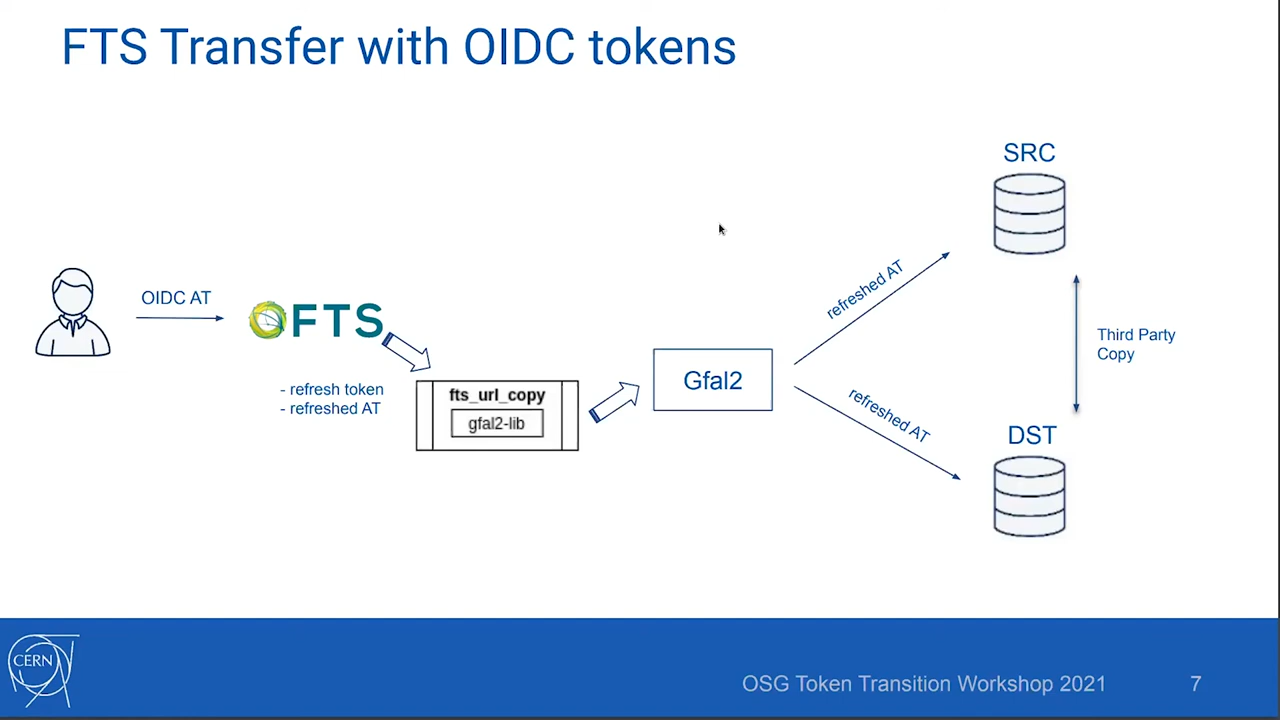 FTS Transfer with OIDC tokens
SRC
OIDC AT
FTS
refreshed AT
Third Party
Copy
- refresh token
- refreshed AT
fts_url_copy
gfal2-lib
Gfal2
refreshed AT
DST
CERN
OSG Token Transition Workshop 2021
7